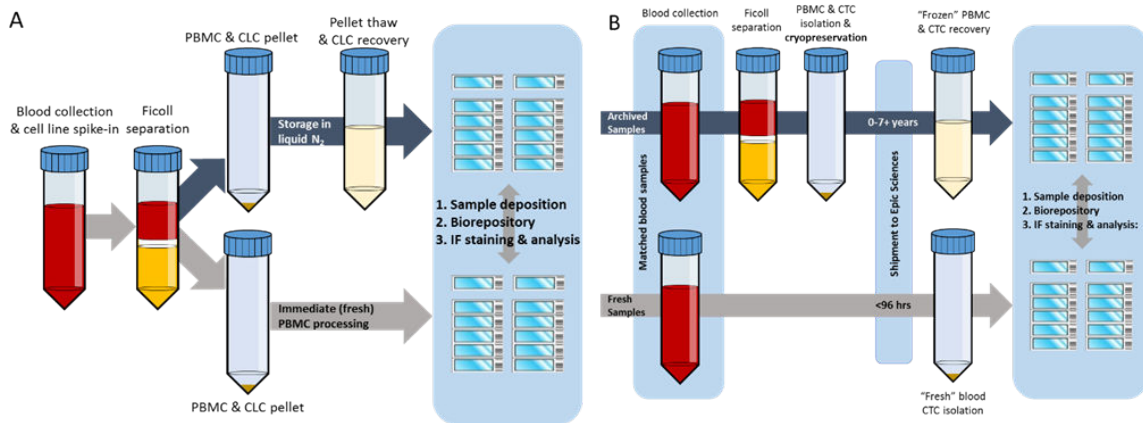 A
Blood collection
& cell line spike-in
Ficoll
separation
PBMC & CLC pellet
Pellet thaw
& CLC recovery
Storage in
liquid N2
Immediate (fresh)
PBMC processing
PBMC & CLC pellet
1. Sample deposition
2. Biorepository
3. IF staining & analysis
B
Blood collection
Ficoll
separation
PBMC & CTC
isolation &
cryopreservation
"Frozen" PBMC
& CTC recovery
Archived
Samples
0-7+ years
Matched blood samples
Shipment to Epic Sciences
Fresh
Samples
<96 hrs
"Fresh" blood
CTC isolation
1. Sample deposition
2. Biorepository
3. IF staining & analysis: